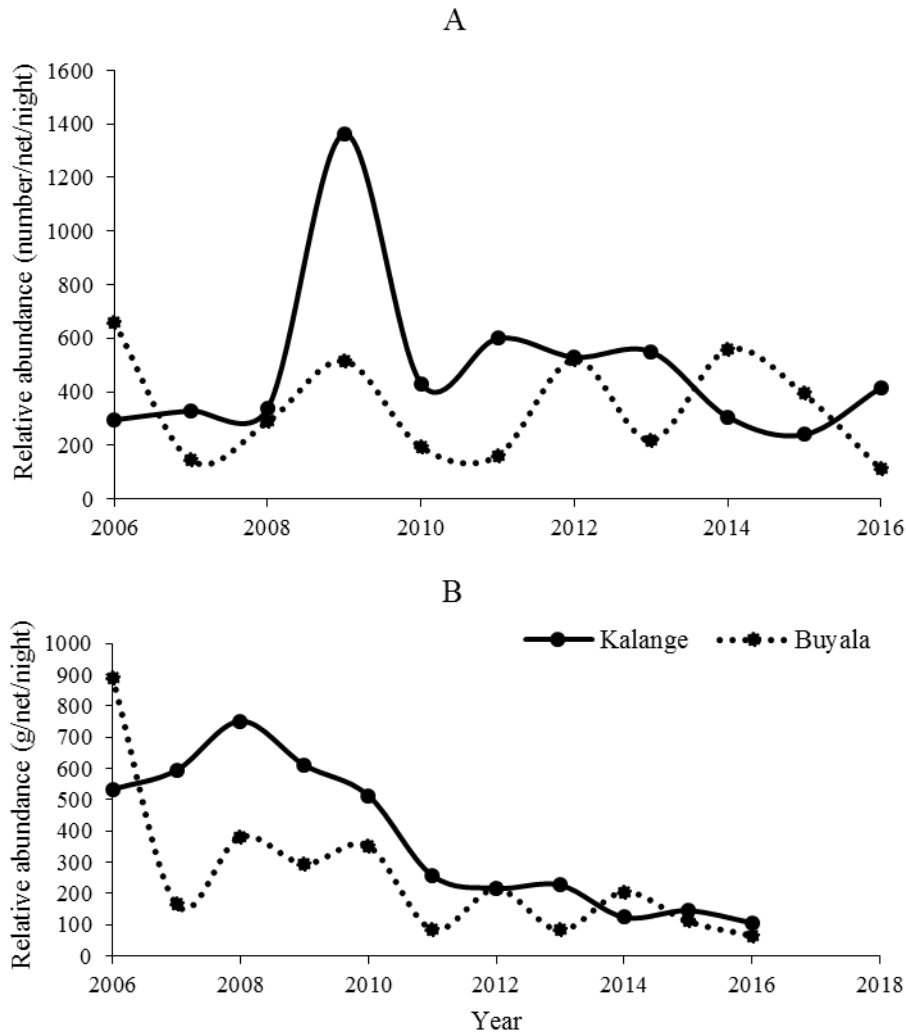 A
Relative abundance (number/net/night)
1600
1400
1200
1000
800
600
400
200
0
2006 2008 2010 2012 2014 2016
B
Relative abundance (g/net/night)
1000
900
800
700
600
500
400
300
200
100
0
Kalange Buyala
2006 2008 2010 2012 2014 2016 2018
Year